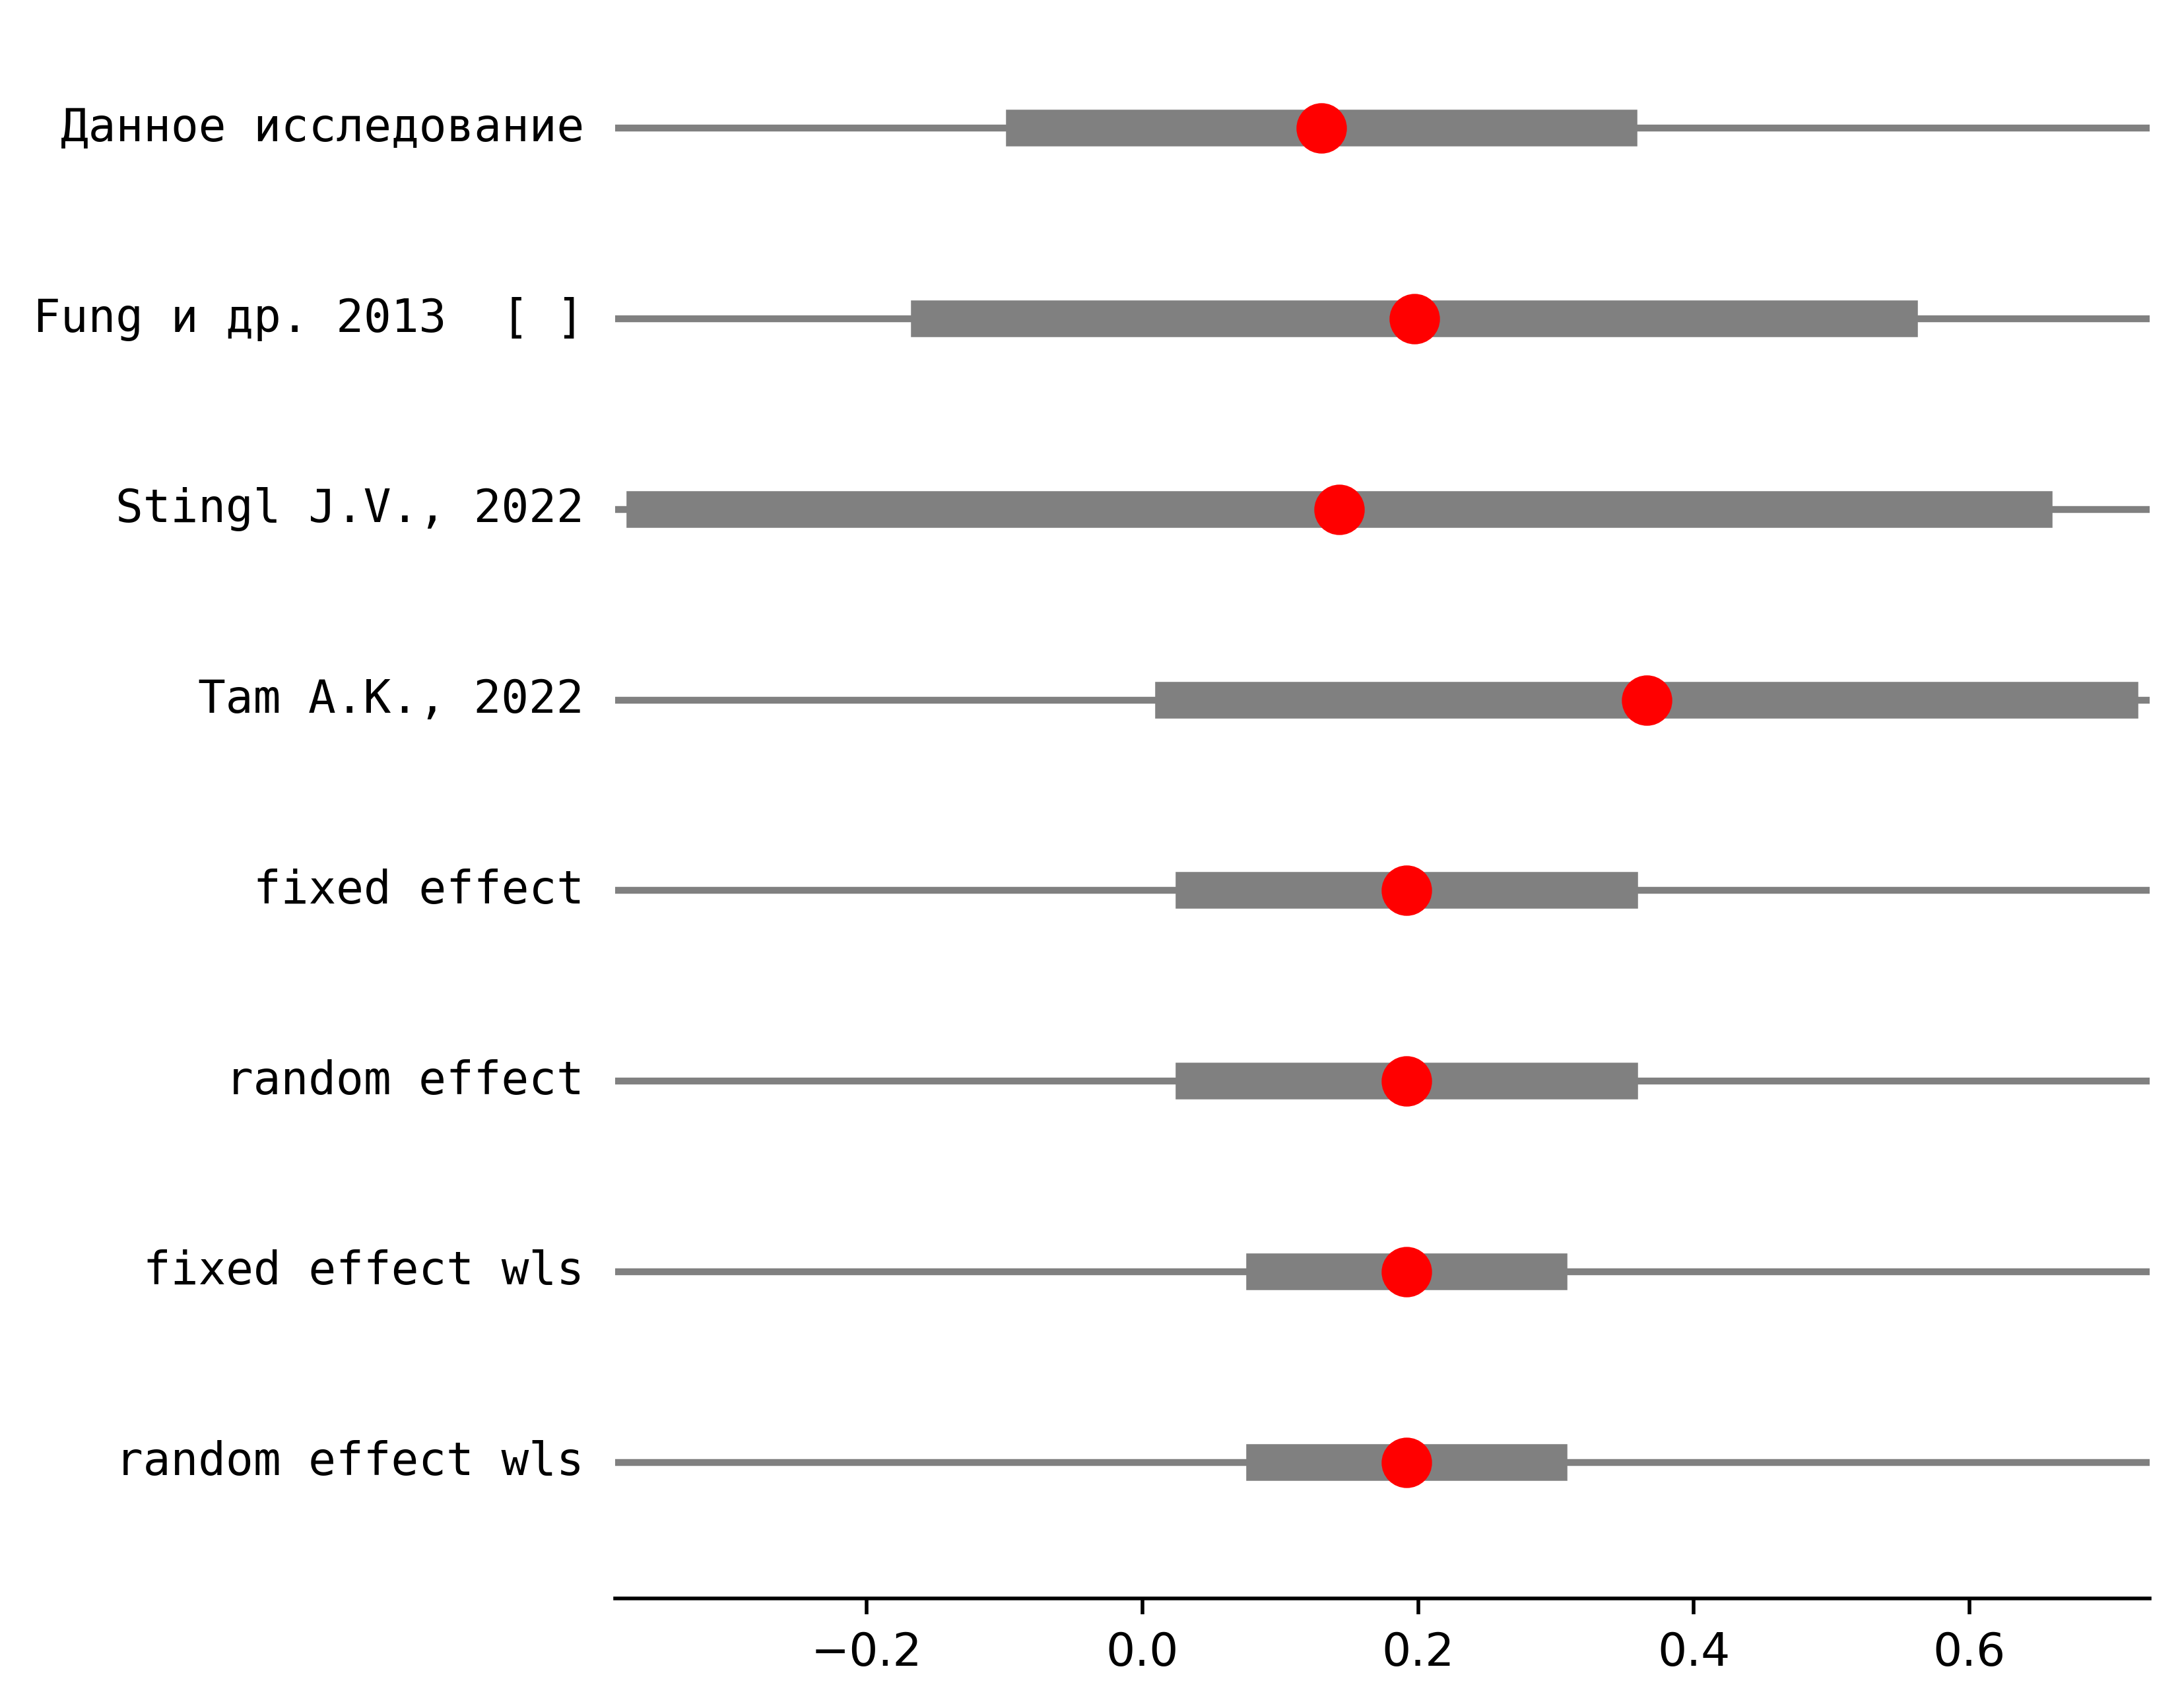 Данное исследование
Fung и др. 2013  [ ]
Stingl J.V., 2022
Tam A.K., 2022
fixed effect
random effect
fixed effect wls
random effect wls
−0.2 0.0 0.2 0.4 0.6